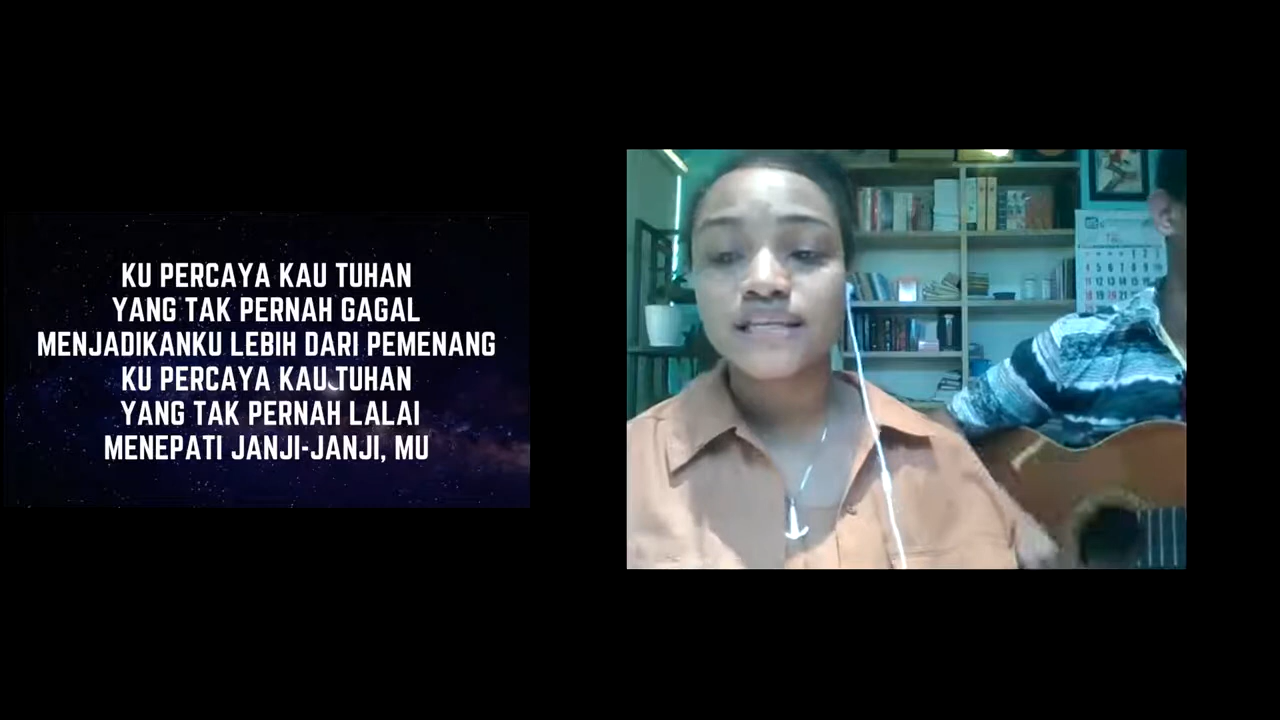 KU PERCAYA KAU TUHAN
YANG TAK PERNAH GAGAL
MENJADIKANKU LEBIH DARI PEMENANG
KU PERCAYA KAU TUHAN
YANG TAK PERNAH LALAI
MENEPATI JANJI-JANJI, MU